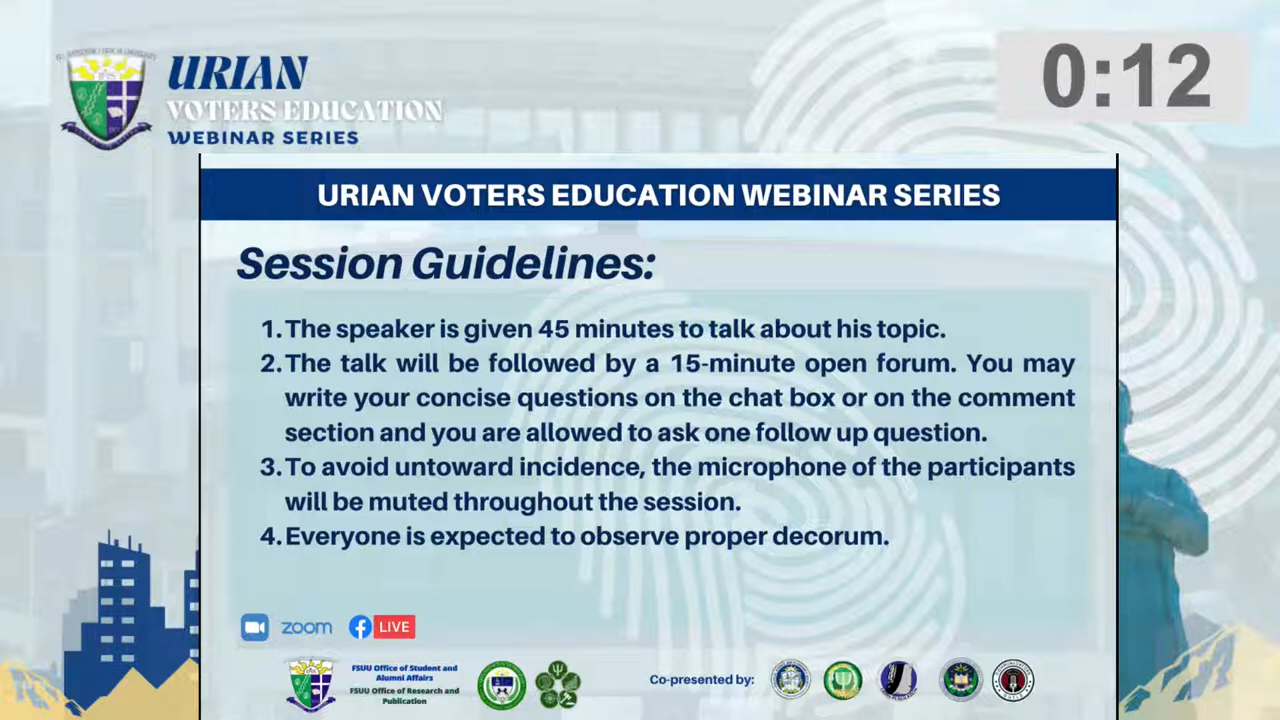 URIAN
VOTERS EDUCATION
WEBINAR SERIES
0:12
URIAN VOTERS EDUCATION WEBINAR SERIES
Session Guidelines:
1. The speaker is given 45 minutes to talk about his topic.
2. The talk will be followed by a 15-minute open forum. You may
write your concise questions on the chat box or on the comment
section and you are allowed to ask one follow up question.
3. To avoid untoward incidence, the microphone of the participants
will be muted throughout the session.
4. Everyone is expected to observe proper decorum.
zoom
LIVE
FSUU Office of Student and
Alumni Affairs
FSUU Office of Research and
Publication
Co-presented by: